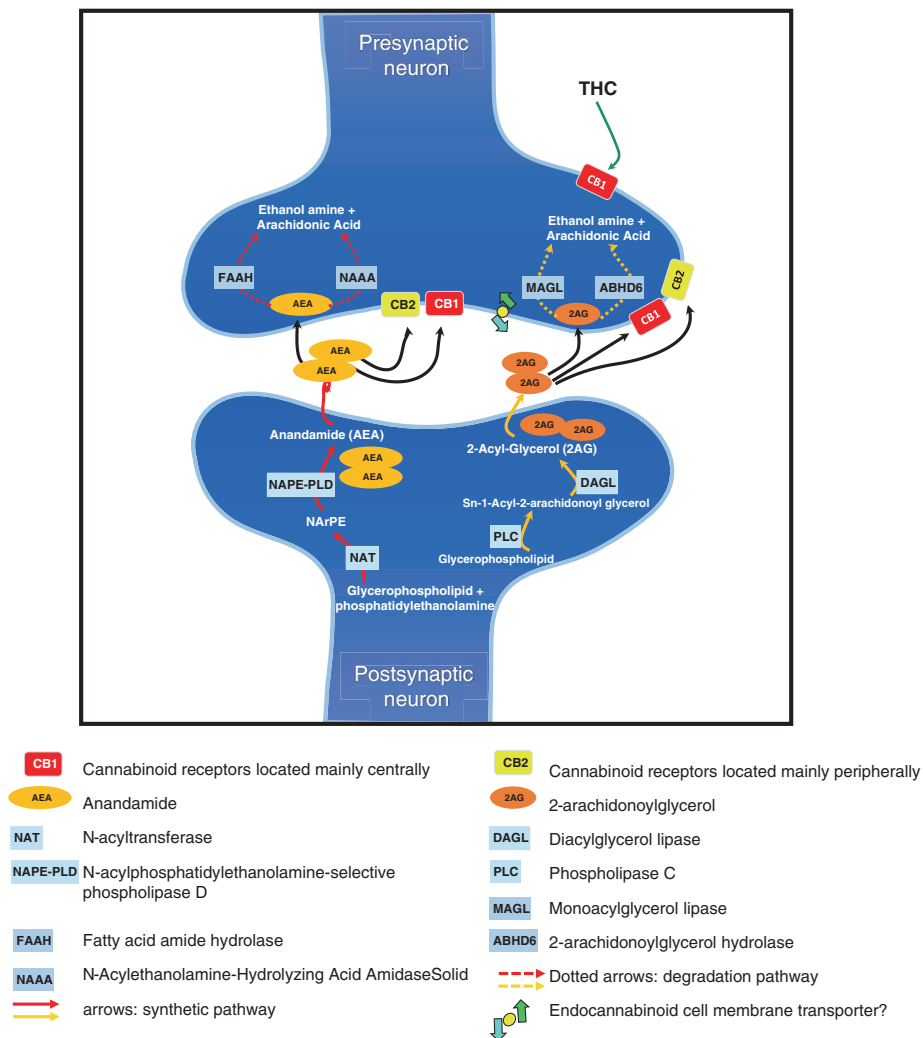 Presynaptic
neuron
THC
CB1
Ethanol amine +
Arachidonic Acid
Ethanol amine +
Arachidonic Acid
FAAH
NAAA
MAGL
ABHD6
CB2
AEA
CB2
CB1
2AG
CB1
AEA
AEA
2AG
2AG
Anandamide (AEA)
2AG
2AG
2-Acyl-Glycerol (2AG)
AEA
AEA
NAPE-PLD
DAGL
Sn-1-Acyl-2-arachidonoyl glycerol
NArPE
PLC
NAT
Glycerophospholipid
Glycerophospholipid +
phosphatidylethanolamine
Postsynaptic
neuron
CB1
Cannabinoid receptors located mainly centrally
AEA
Anandamide
NAT
N-acyltransferase
NAPE-PLD
N-acylphosphatidylethanolamine-selective
phospholipase D
FAAH
Fatty acid amide hydrolase
NAAA
N-Acylethanolamine-Hydrolyzing Acid AmidaseSolid
arrows: synthetic pathway
CB2
Cannabinoid receptors located mainly peripherally
2AG
2-arachidonoylglycerol
DAGL
Diacylglycerol lipase
PLC
Phospholipase C
MAGL
Monoacylglycerol lipase
ABHD6
2-arachidonoylglycerol hydrolase
Dotted arrows: degradation pathway
Endocannabinoid cell membrane transporter?